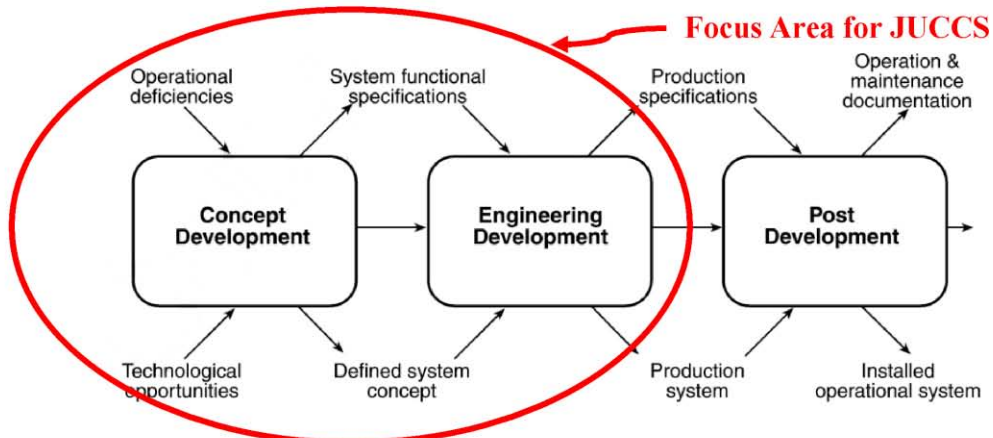 Focus Area for JUCCS
Operational
deficiencies
System functional
specifications
Production
specifications
Operation &
maintenance
documentation
Concept
Development
Engineering
Development
Post
Development
Technological
opportunities
Defined system
concept
Production
system
Installed
operational system